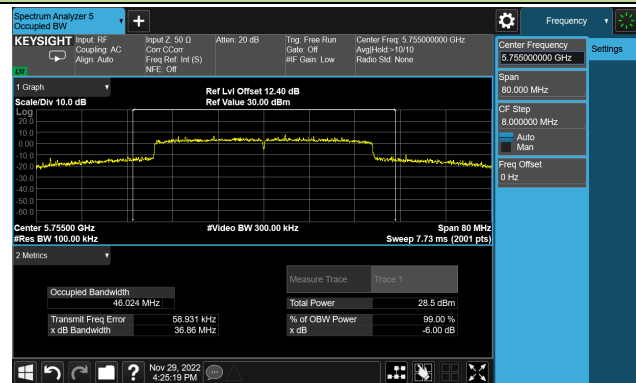 Spectrum Analyzer 5
Occupied BW
Frequency
KEYSIGHT
Input: RF
Coupling: AC
Align: Auto
Input Z: 50 Ω
Corr CCorr
Freq Ref: Int (S)
NFE: Off
Atten: 20 dB
Trig: Free Run
Gate: Off
#IF Gain: Low
Center Freq: 5.755000000 GHz
Avg|Hold:>10/10
Radio Std: None
Center Frequency
5.755000000 GHz
Settings
Span
80.000 MHz
CF Step
8.000000 MHz
Auto
Man
Freq Offset
0 Hz
1 Graph
Scale/Div 10.0 dB
Ref Lvl Offset 12.40 dB
Ref Value 30.00 dBm
Log
20.0
10.0
0.00
-10.0
-20.0
-30.0
-40.0
-50.0
-60.0
Center 5.75500 GHz
#Video BW 300.00 kHz
Span 80 MHz
#Res BW 100.00 kHz
Sweep 7.73 ms (2001 pts)
2 Metrics
Measure Trace
Trace 1
Occupied Bandwidth
46.024 MHz
Total Power
28.5 dBm
Transmit Freq Error
58.931 kHz
% of OBW Power
99.00 %
x dB Bandwidth
36.86 MHz
x dB
-6.00 dB
Nov 29, 2022
4:25:19 PM